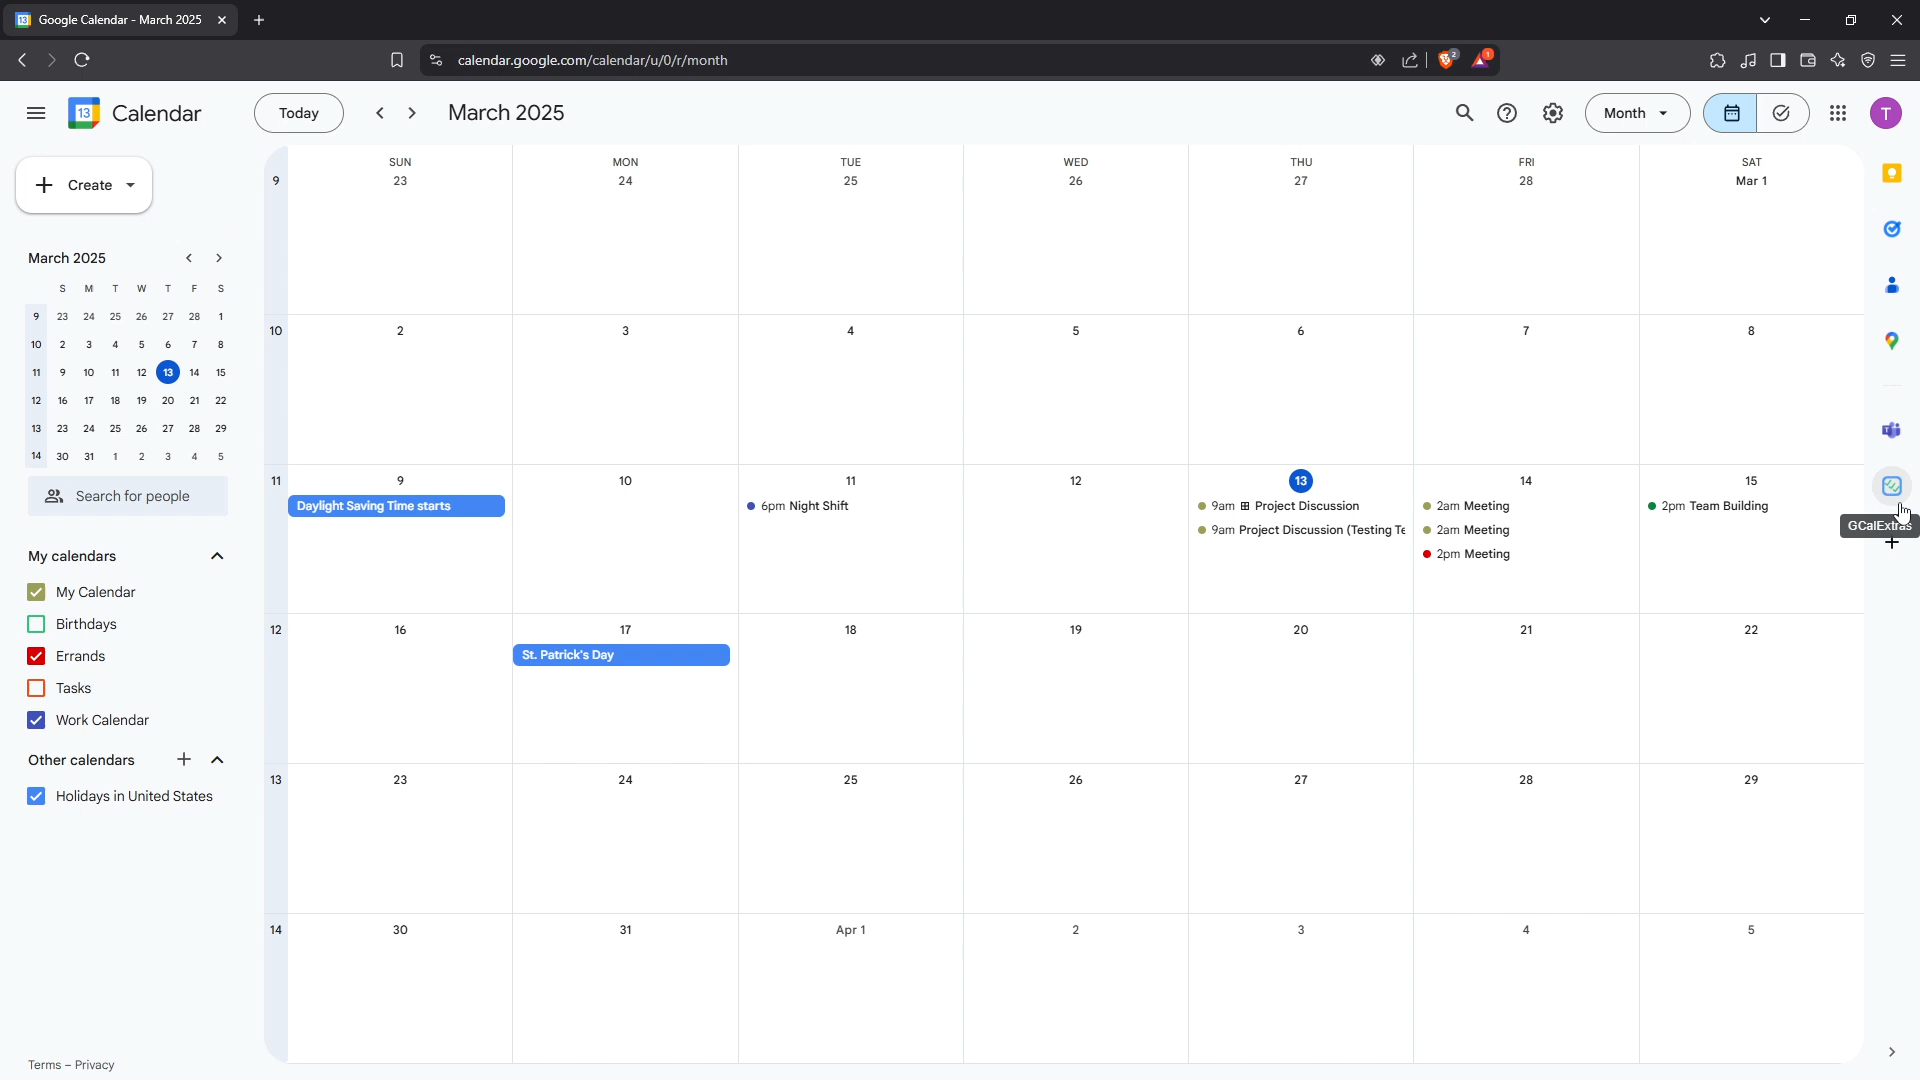 Google Calendar - March 2025
calendar.google.com/calendar/u/0/r/month
2
1
13 Calendar
Today
March 2025
Month
T
Create
SUN MON TUE WED THU FRI SAT
9 23 24 25 26 27 28 Mar 1
March 2025
S M T W T F S
9 23 24 25 26 27 28 1
10 2 3 4 5 6 7 8
11 9 10 11 12 13 14 15
12 16 17 18 19 20 21 22
13 23 24 25 26 27 28 29
14 30 31 1 2 3 4 5
Search for people
My calendars
My Calendar
Birthdays
Errands
Tasks
Work Calendar
Other calendars
Holidays in United States
Terms – Privacy
10 2 3 4 5 6 7 8
11 9 10 11 12 13 14 15
Daylight Saving Time starts
6pm Night Shift
9am ⊞ Project Discussion
9am Project Discussion (Testing Te
2am Meeting
2am Meeting
2pm Meeting
2pm Team Building
GCalExtras
12 16 17 18 19 20 21 22
St. Patrick's Day
13 23 24 25 26 27 28 29
14 30 31 Apr 1 2 3 4 5